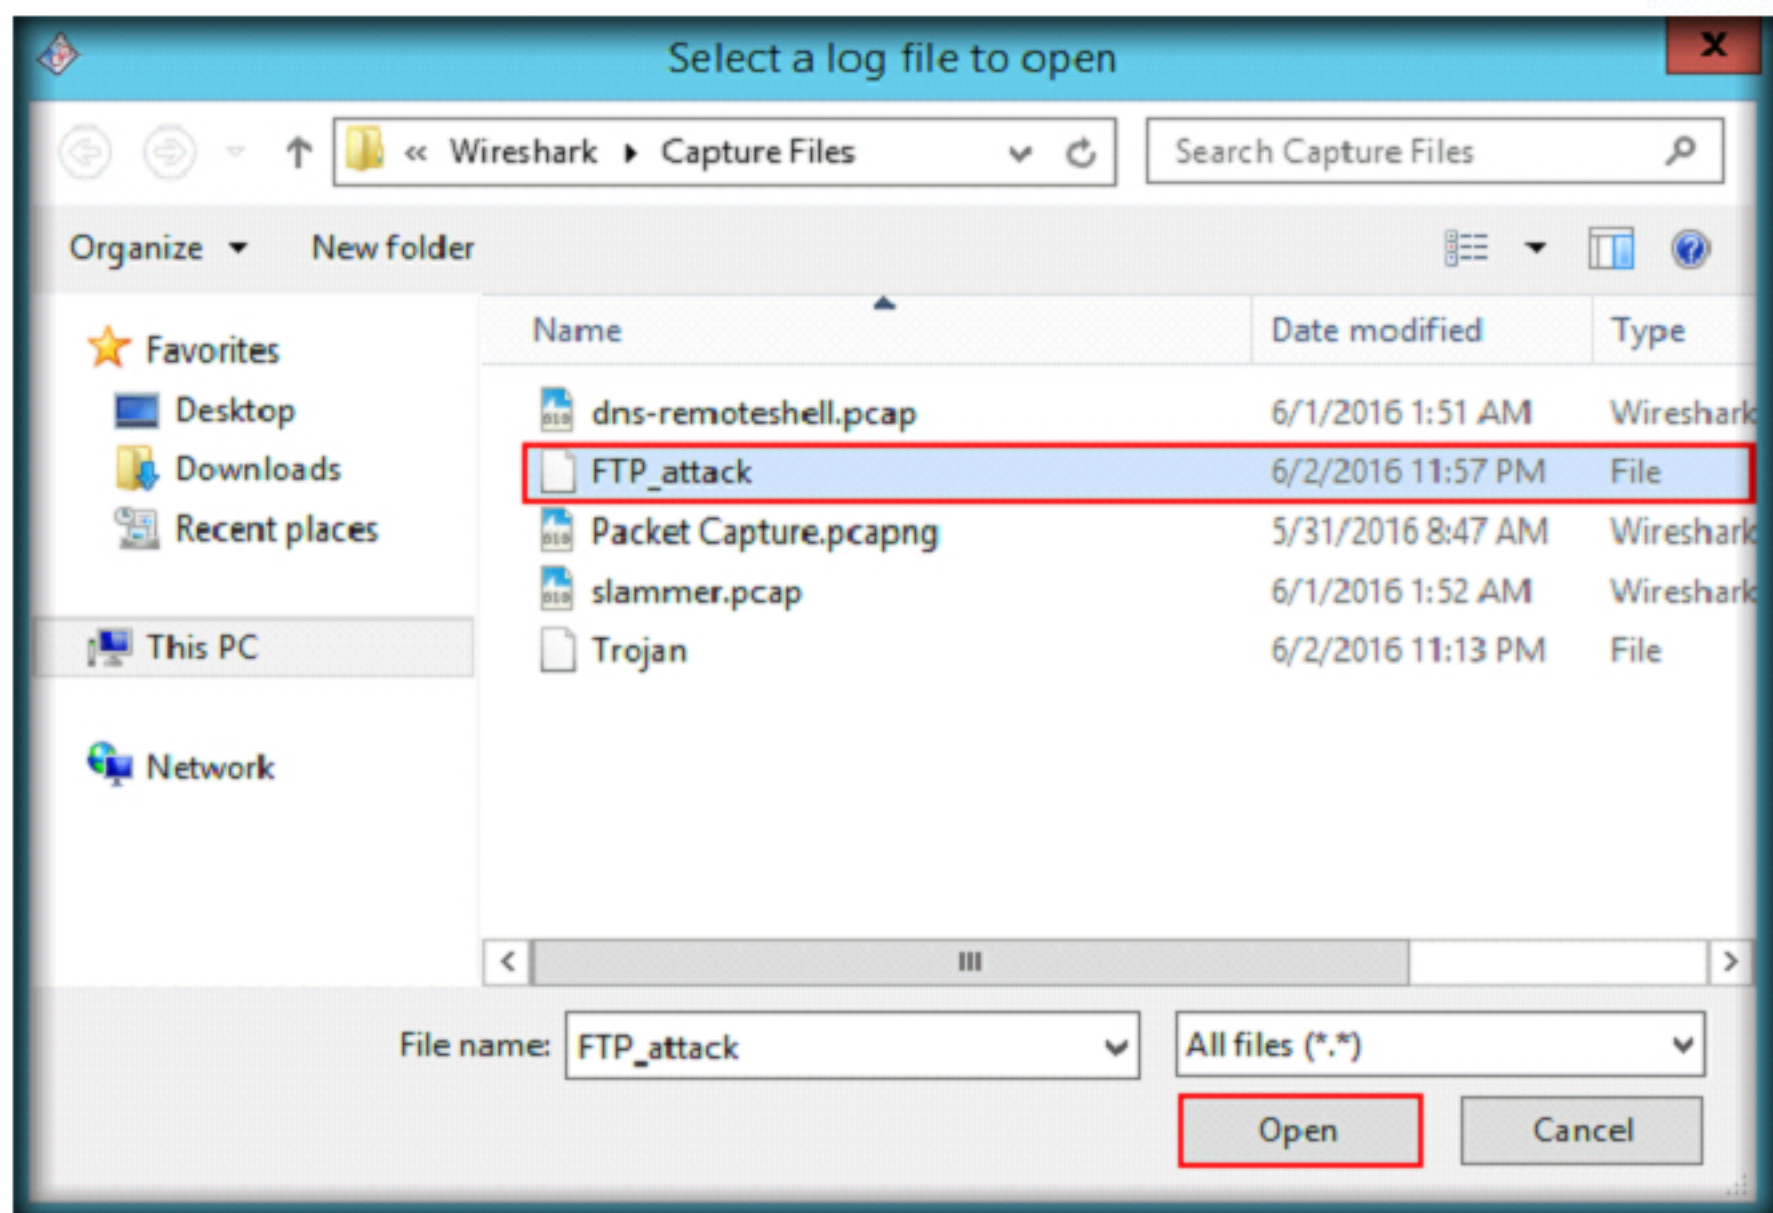 Select a log file to open
x
« Wireshark Capture Files
Search Capture Files
Organize New folder
Name Date modified Type
Favorites
Desktop
Downloads
Recent places
This PC
Network
dns-remoteshell.pcap 6/1/2016 1:51 AM Wireshark
FTP_attack 6/2/2016 11:57 PM File
Packet Capture.pcapng 5/31/2016 8:47 AM Wireshark
slammer.pcap 6/1/2016 1:52 AM Wireshark
Trojan 6/2/2016 11:13 PM File
File name: FTP_attack All files (*.*)
Open Cancel